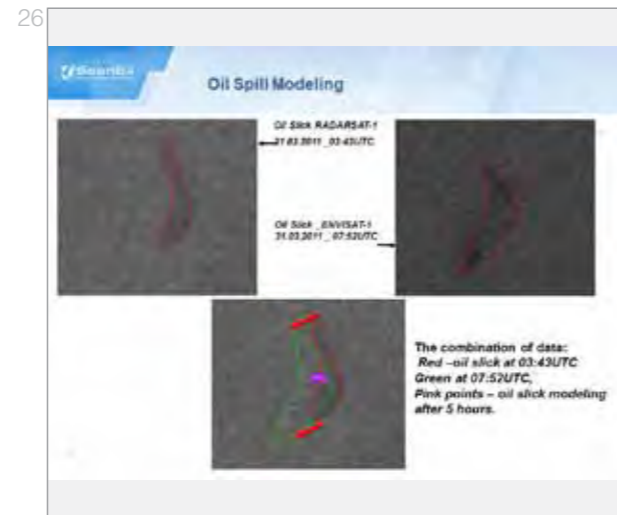 26
Oil Spill Modeling
Oil Slick RADARSAT-1
31.03.2011 _03:43UTC
Oil Slick _ENVISAT-1
31.03.2011 _ 07:52UTC
The combination of data:
Red –oil slick at 03:43UTC
Green at 07:52UTC,
Pink points – oil slick modeling
after 5 hours.